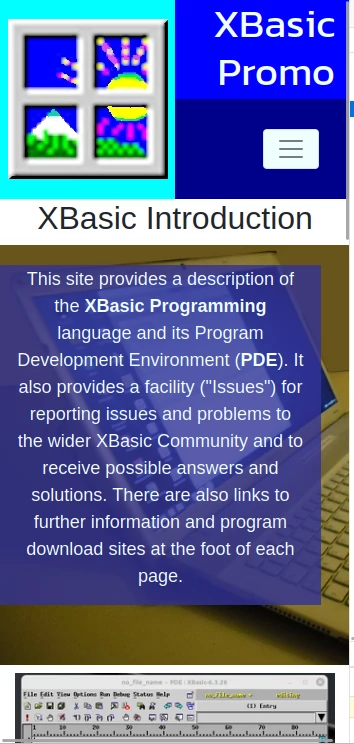 XBasic
Promo
XBasic Introduction
This site provides a description of
the XBasic Programming
language and its Program
Development Environment (PDE). It
also provides a facility ("Issues") for
reporting issues and problems to
the wider XBasic Community and to
receive possible answers and
solutions. There are also links to
further information and program
download sites at the foot of each
page.
no_file_name - PDE : XBasic-6.3.26
File Edit View Options Run Debug Status Help
no_file_name * editing
(1) Entry
1 10 20 30 40 50 60 70 80